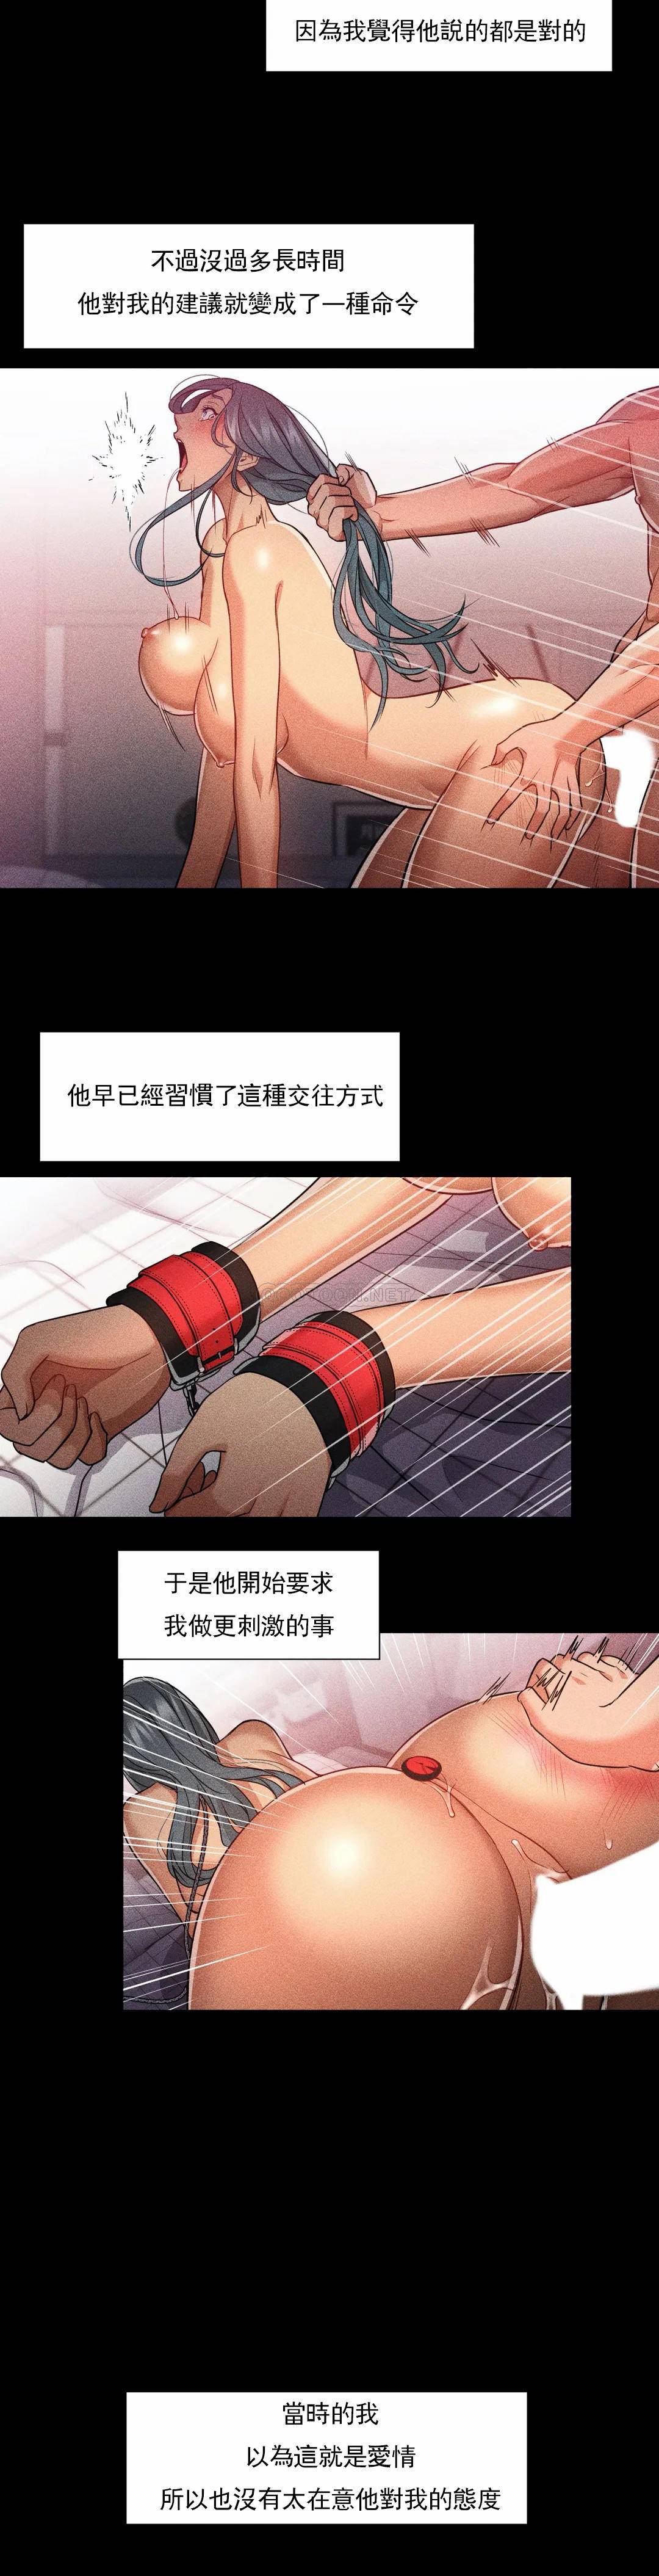 因為我覺得他說的都是對的
不過沒過多長時間
他對我的建議就變成了一種命令
他早已經習慣了這種交往方式
于是他開始要求
我做更刺激的事
當時的我
以為這就是愛情
所以也沒有太在意他對我的態度